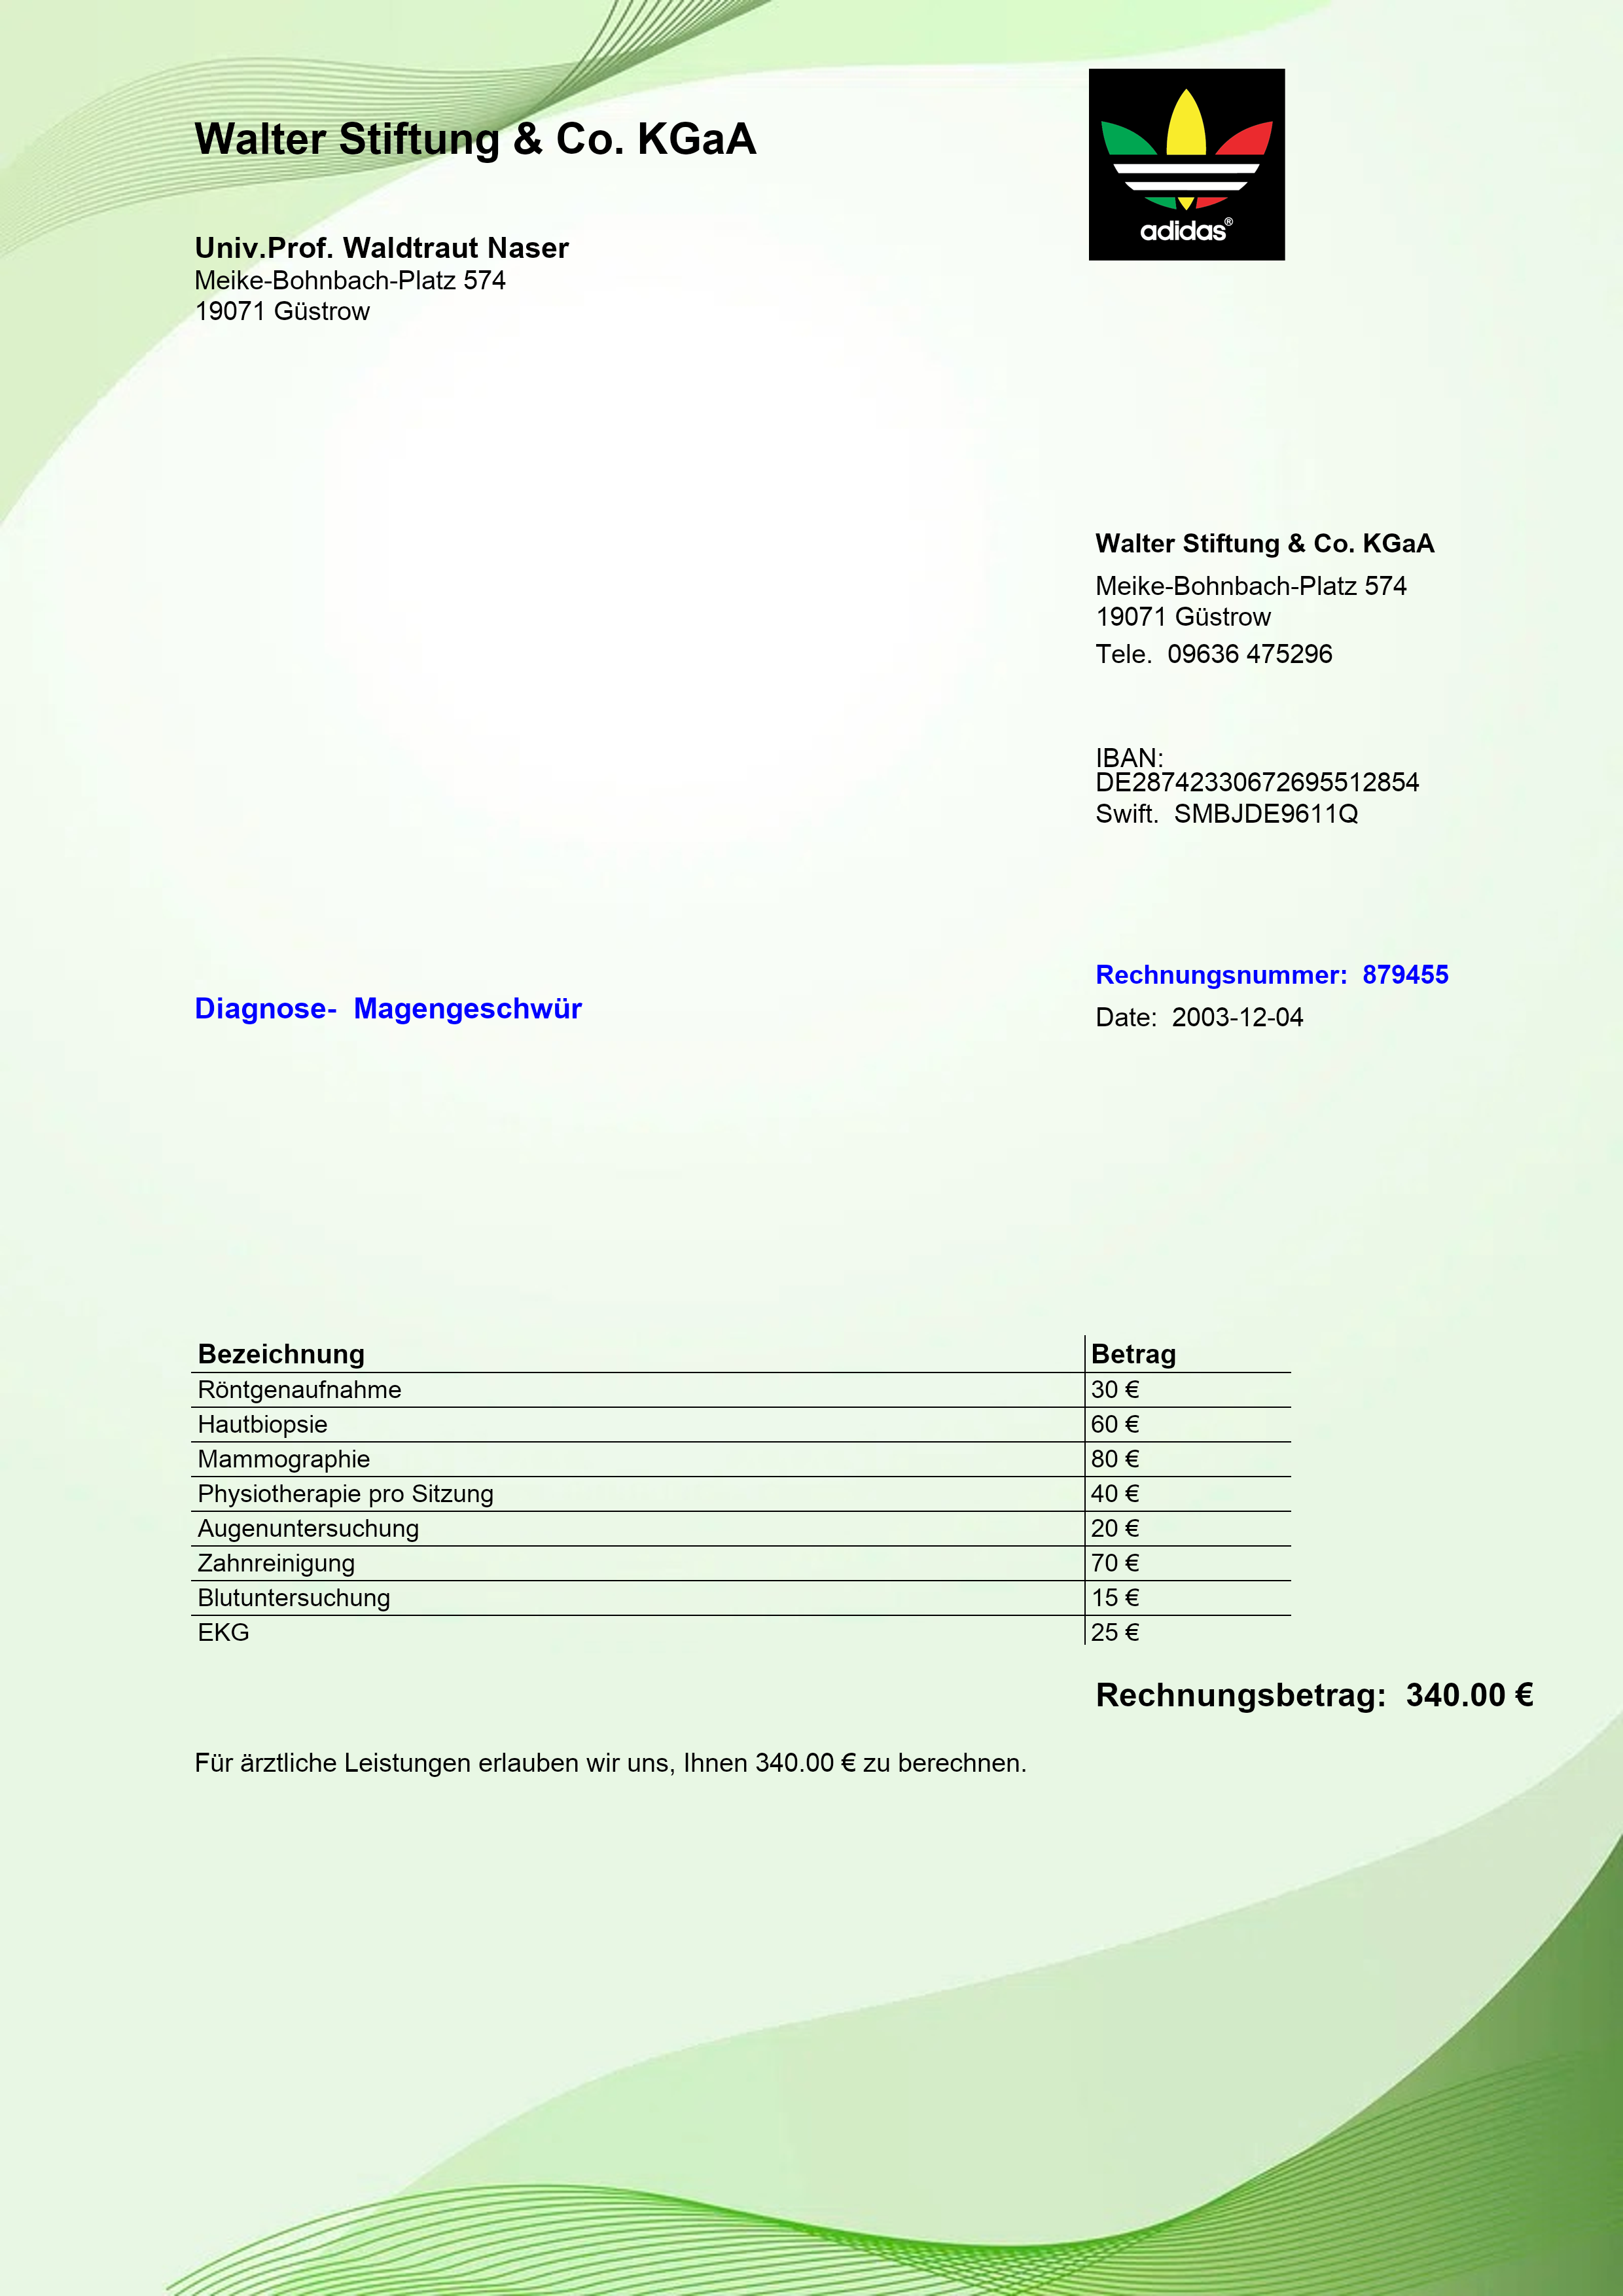 Walter Stiftung & Co. KGaA
adidas®
Univ.Prof. Waldtraut Naser
Meike-Bohnbach-Platz 574
19071 Güstrow
Walter Stiftung & Co. KGaA
Meike-Bohnbach-Platz 574
19071 Güstrow
Tele. 09636 475296
IBAN:
DE28742330672695512854
Swift. SMBJDE9611Q
Rechnungsnummer: 879455
Diagnose- Magengeschwür
Date: 2003-12-04
Bezeichnung Betrag
Röntgenaufnahme 30 €
Hautbiopsie 60 €
Mammographie 80 €
Physiotherapie pro Sitzung 40 €
Augenuntersuchung 20 €
Zahnreinigung 70 €
Blutuntersuchung 15 €
EKG 25 €
Rechnungsbetrag: 340.00 €
Für ärztliche Leistungen erlauben wir uns, Ihnen 340.00 € zu berechnen.